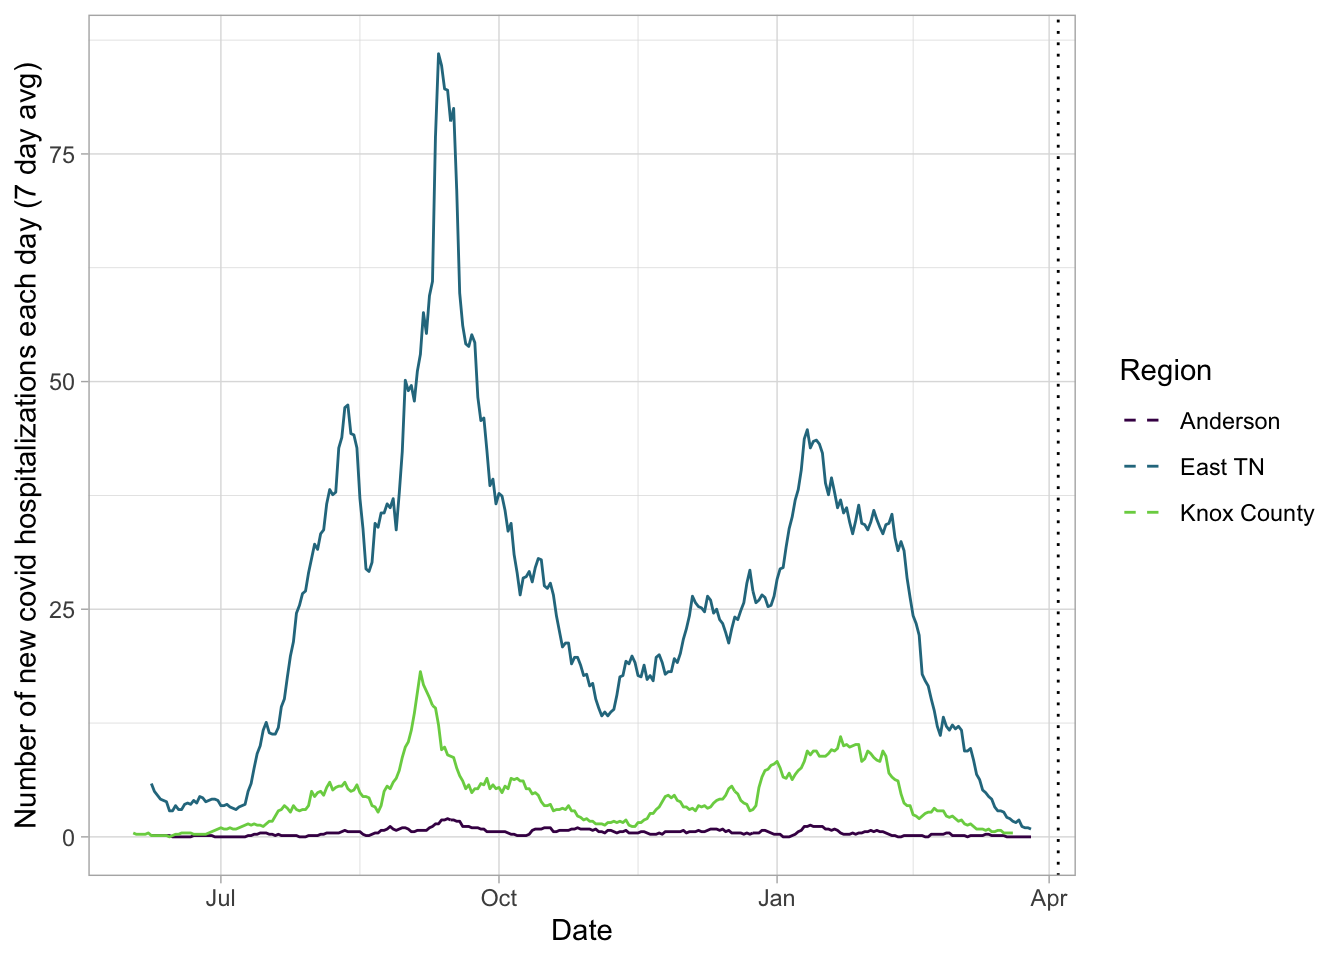 Number of new covid hospitalizations each day (7 day avg)
75
50
25
0
Jul
Oct
Jan
Apr
Date
Region
Anderson
East TN
Knox County